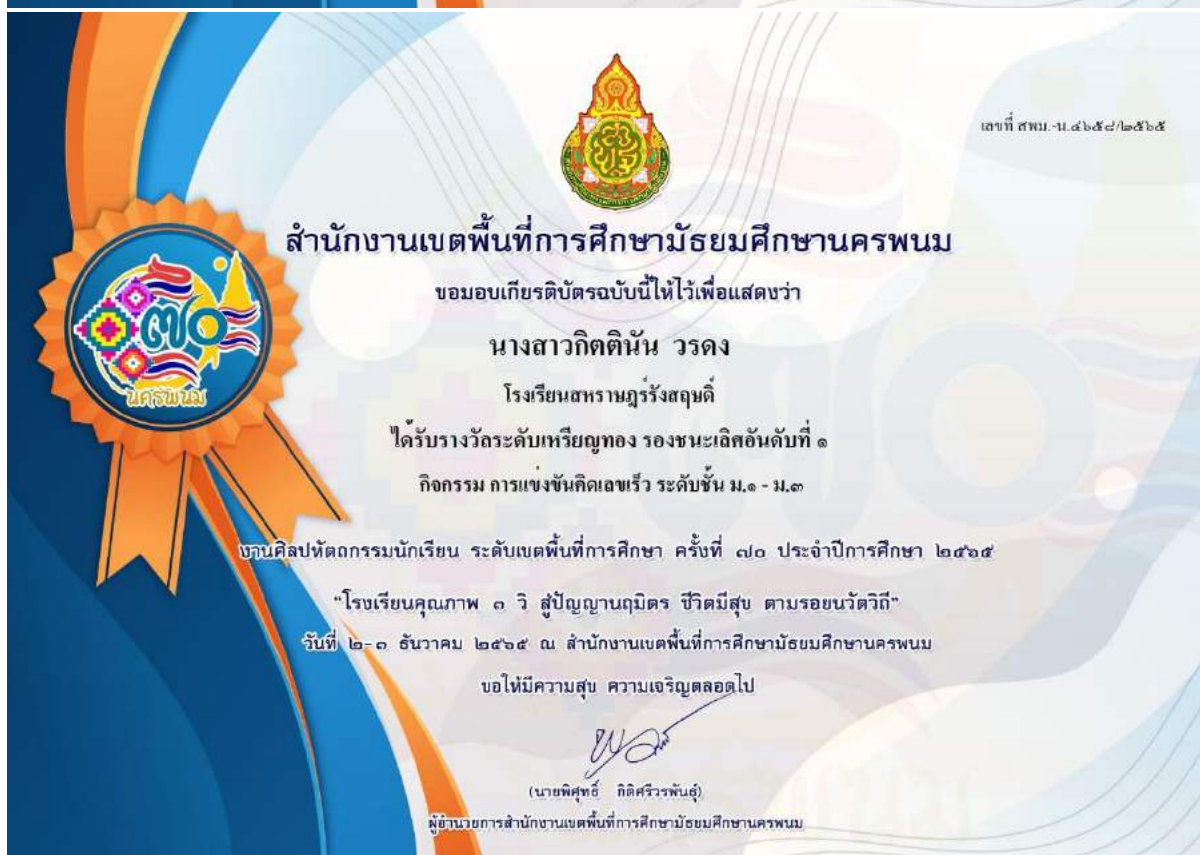 เลขที่ สพม.-น.๔๖๕๘/๒๕๖๕
สำนักงานเขตพื้นที่การศึกษามัธยมศึกษานครพนม
ขอมอบเกียรติบัตรฉบับนี้ให้ไว้เพื่อแสดงว่า
นางสาวกิตตินัน วรดง
โรงเรียนสหราษฎร์รังสฤษดิ์
ได้รับรางวัลระดับเหรียญทอง รองชนะเลิศอันดับที่ ๑
กิจกรรม การแข่งขันคิดเลขเร็ว ระดับชั้น ม.๑ - ม.๓
งานศิลปหัตถกรรมนักเรียน ระดับเขตพื้นที่การศึกษา ครั้งที่ ๗๐ ประจำปีการศึกษา ๒๕๖๕
"โรงเรียนคุณภาพ ๓ วิ สู่ปัญญานฤมิตร ชีวิตมีสุข ตามรอยนวัตวิถี"
วันที่ ๒-๓ ธันวาคม ๒๕๖๕ ณ สำนักงานเขตพื้นที่การศึกษามัธยมศึกษานครพนม
ขอให้มีความสุข ความเจริญตลอดไป
(นายพิศุทธิ์ กิติศรีวรพันธุ์)
ผู้อำนวยการสำนักงานเขตพื้นที่การศึกษามัธยมศึกษานครพนม
๗๐
นครพนม